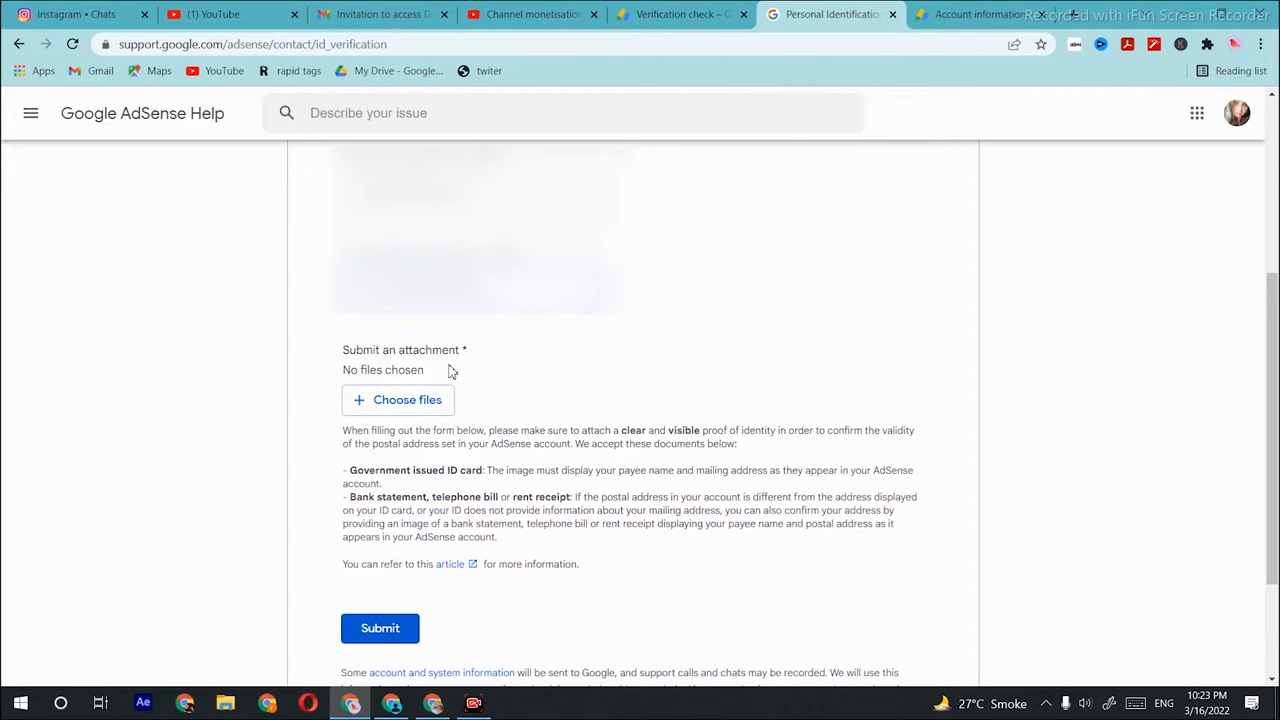 Instagram • Chats
(1) YouTube
Invitation to access D
Channel monetisation
Verification check – G
Personal Identification
Account information
Recorded with iFun Screen Recorder
support.google.com/adsense/contact/id_verification
Apps
Gmail
Maps
YouTube
R rapid tags
My Drive - Google...
twiter
Reading list
Google AdSense Help
Describe your issue
Submit an attachment *
No files chosen
+ Choose files
When filling out the form below, please make sure to attach a clear and visible proof of identity in order to confirm the validity
of the postal address set in your AdSense account. We accept these documents below:
- Government issued ID card: The image must display your payee name and mailing address as they appear in your AdSense
account.
- Bank statement, telephone bill or rent receipt: If the postal address in your account is different from the address displayed
on your ID card, or your ID does not provide information about your mailing address, you can also confirm your address by
providing an image of a bank statement, telephone bill or rent receipt displaying your payee name and postal address as it
appears in your AdSense account.
You can refer to this article for more information.
Submit
Some account and system information will be sent to Google, and support calls and chats may be recorded. We will use this
Ae
27°C Smoke
ENG
10:23 PM
3/16/2022